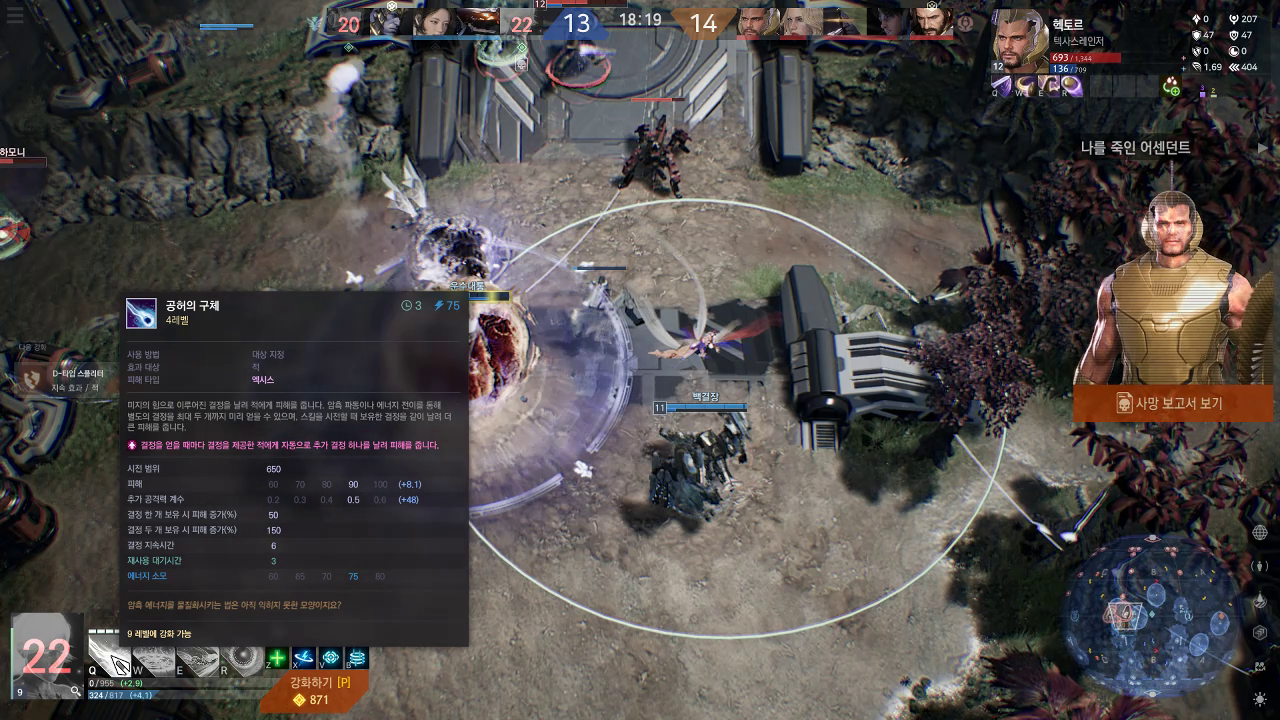 20
22
12
13
18:19
14
헥토르
텍사스레인저
693 / 1,344
136 / 709
12
0 207
47 47
0 0
1.69 404
Q W E R
3 2
하모니
나를 죽인 어센던트
사망 보고서 보기
운수대통
백결장
11
다음 강화
D-타입 스플리터
지속 효과 / 적
공허의 구체
4레벨
3 75
사용 방법 대상 지정
효과 대상 적
피해 타입 엑시스
미지의 힘으로 이루어진 결정을 날려 적에게 피해를 줍니다. 암흑 파동이나 에너지 전이를 통해
별도의 결정을 최대 두 개까지 미리 얻을 수 있으며, 스킬을 시전할 때 보유한 결정을 같이 날려 더
큰 피해를 줍니다.
결정을 얻을 때마다 결정을 제공한 적에게 자동으로 추가 결정 하나를 날려 피해를 줍니다.
시전 범위 650
피해 60 70 80 90 100 (+8.1)
추가 공격력 계수 0.2 0.3 0.4 0.5 0.6 (+48)
결정 한 개 보유 시 피해 증가(%) 50
결정 두 개 보유 시 피해 증가(%) 150
결정 지속시간 6
재사용 대기시간 3
에너지 소모 60 65 70 75 80
암흑 에너지를 물질화시키는 법은 아직 익히지 못한 모양이지요?
9 레벨에 강화 가능
22
9
Q W E R Z X V B
0 / 955 (+2.9)
324 / 817 (+4.1)
강화하기 [P]
871